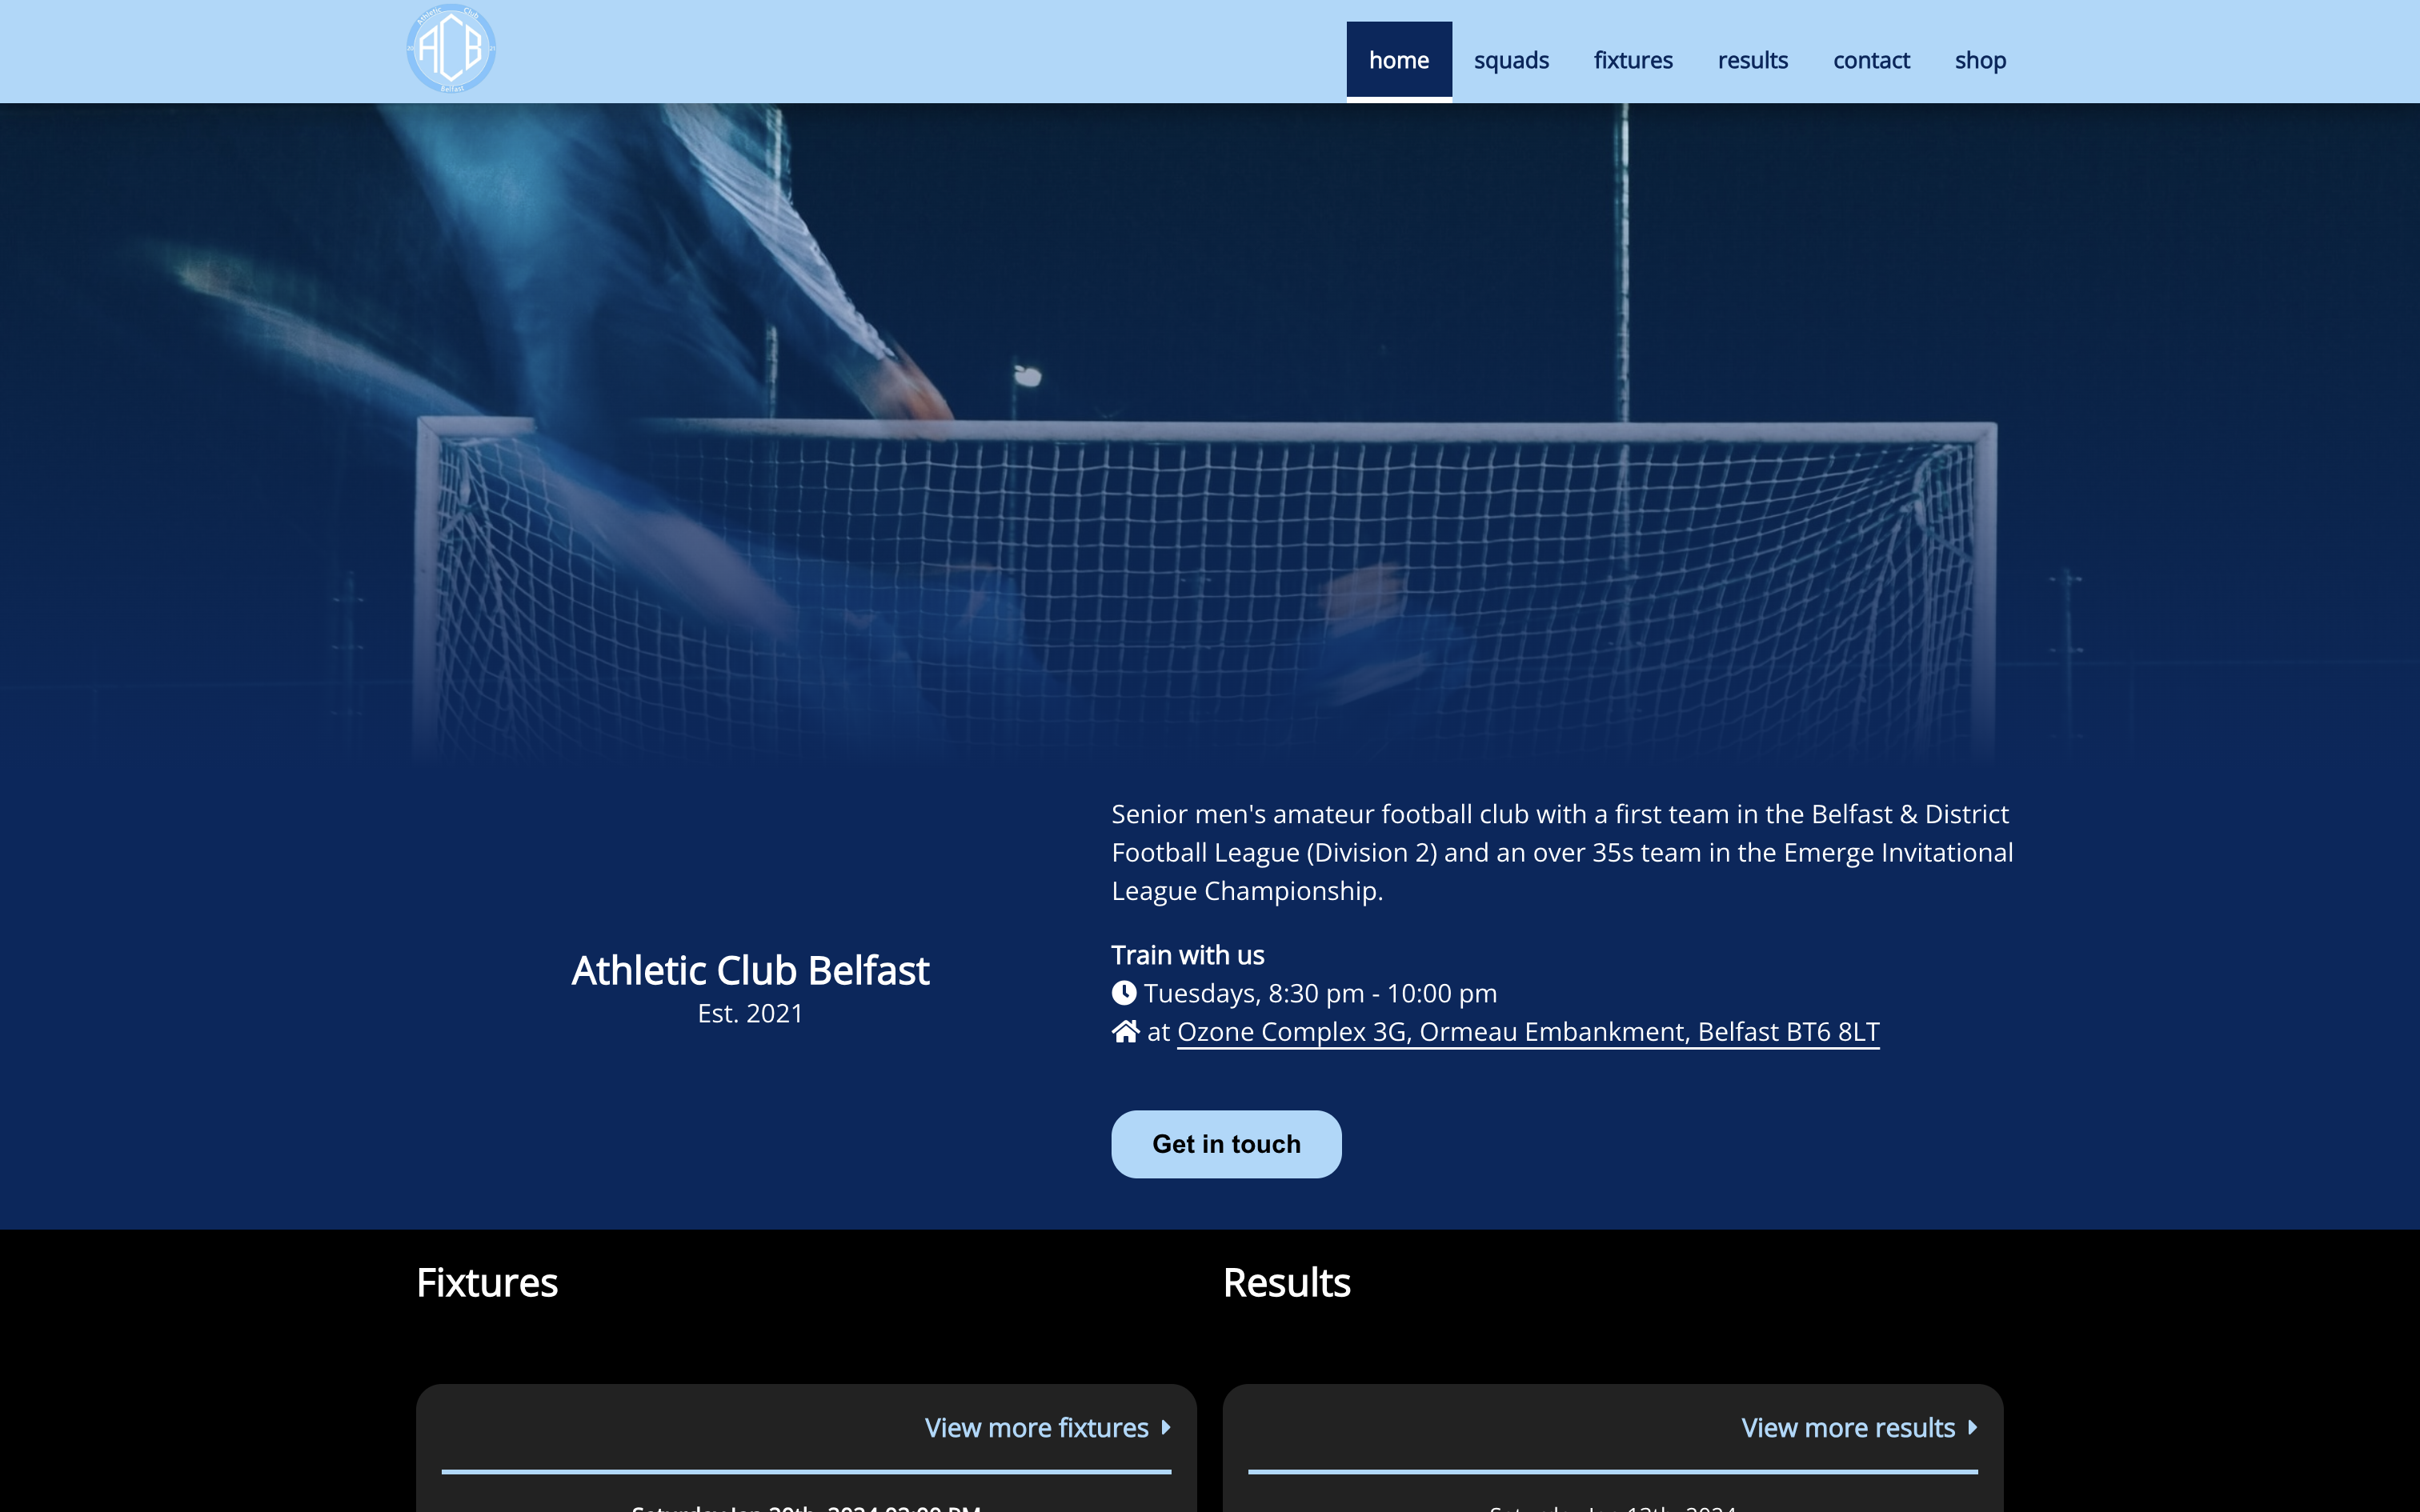 Athletic Club
ACB
Belfast
home
squads
fixtures
results
contact
shop
Senior men's amateur football club with a first team in the Belfast & District
Football League (Division 2) and an over 35s team in the Emerge Invitational
League Championship.
Athletic Club Belfast
Est. 2021
Train with us
Tuesdays, 8:30 pm - 10:00 pm
at Ozone Complex 3G, Ormeau Embankment, Belfast BT6 8LT
Get in touch
Fixtures
Results
View more fixtures
View more results